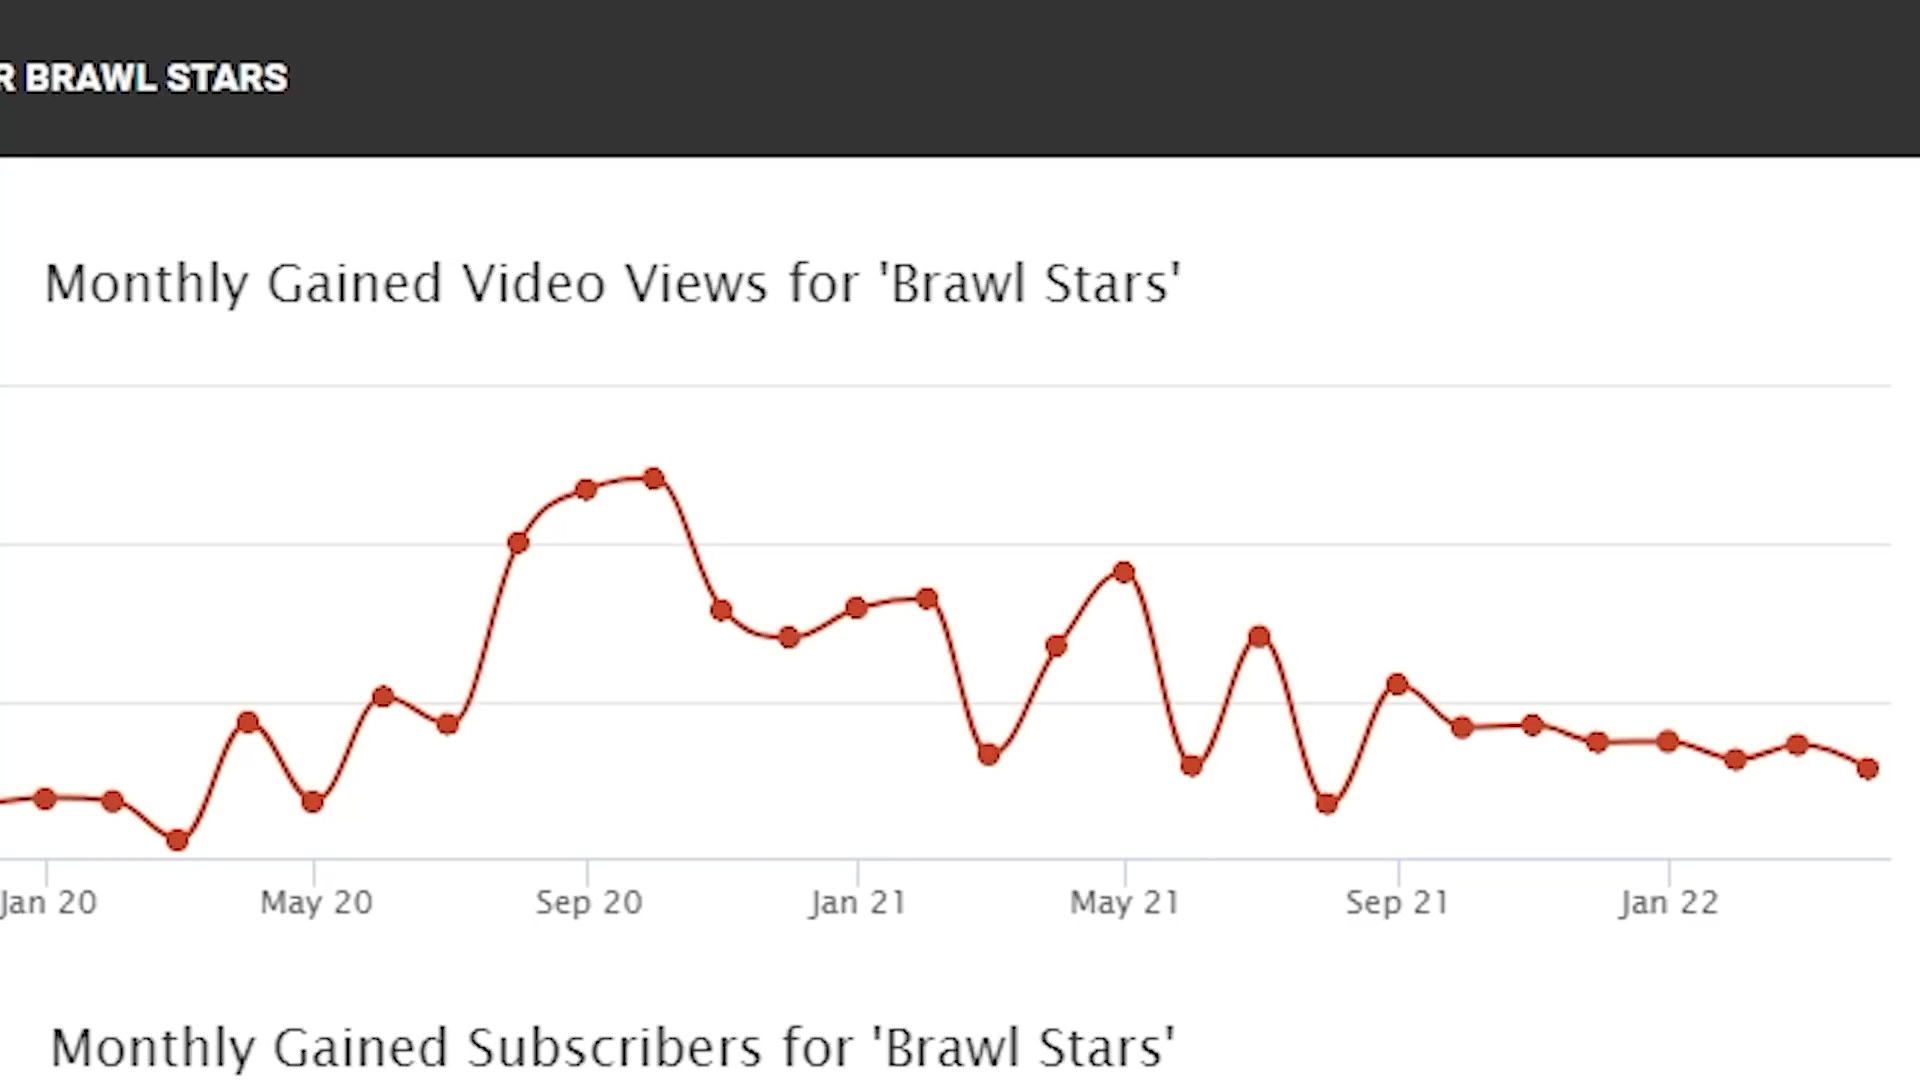 R BRAWL STARS
Monthly Gained Video Views for 'Brawl Stars'
Jan 20 May 20 Sep 20 Jan 21 May 21 Sep 21 Jan 22
Monthly Gained Subscribers for 'Brawl Stars'